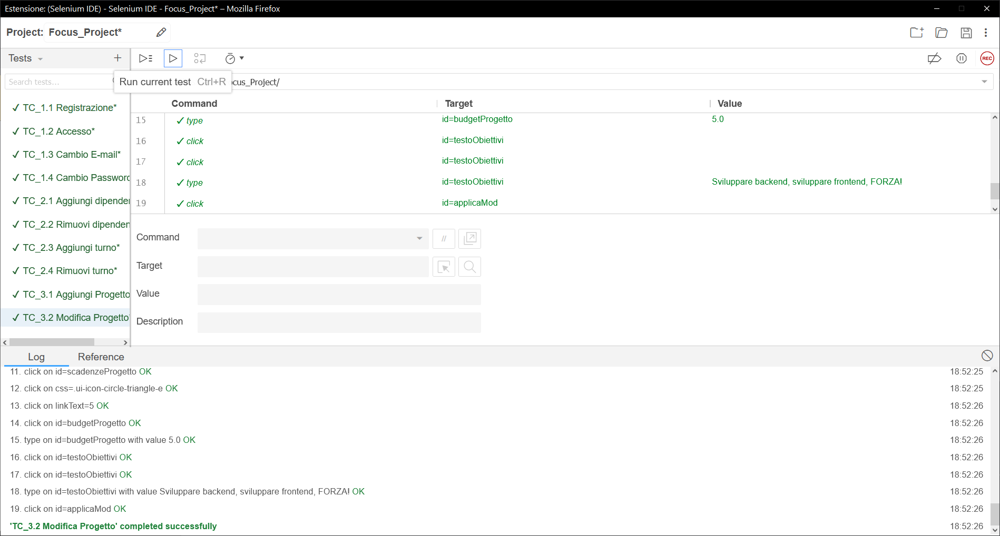 Estensione: (Selenium IDE) - Selenium IDE - Focus_Project* – Mozilla Firefox
Project: Focus_Project*
Tests
REC
Run current test Ctrl+R
Search tests...
ocus_Project/
Command Target Value
TC_1.1 Registrazione*
TC_1.2 Accesso*
TC_1.3 Cambio E-mail*
TC_1.4 Cambio Password
TC_2.1 Aggiungi dipender
TC_2.2 Rimuovi dipenden
TC_2.3 Aggiungi turno*
TC_2.4 Rimuovi turno*
TC_3.1 Aggiungi Progetto
TC_3.2 Modifica Progetto*
15 ✓ type id=budgetProgetto 5.0
16 ✓ click id=testoObiettivi
17 ✓ click id=testoObiettivi
18 ✓ type id=testoObiettivi Sviluppare backend, sviluppare frontend, FORZA!
19 ✓ click id=applicaMod
Command //
Target
Value
Description
Log Reference
11. click on id=scadenzeProgetto OK 18:52:25
12. click on css=.ui-icon-circle-triangle-e OK 18:52:25
13. click on linkText=5 OK 18:52:26
14. click on id=budgetProgetto OK 18:52:26
15. type on id=budgetProgetto with value 5.0 OK 18:52:26
16. click on id=testoObiettivi OK 18:52:26
17. click on id=testoObiettivi OK 18:52:26
18. type on id=testoObiettivi with value Sviluppare backend, sviluppare frontend, FORZA! OK 18:52:26
19. click on id=applicaMod OK 18:52:26
'TC_3.2 Modifica Progetto' completed successfully 18:52:26